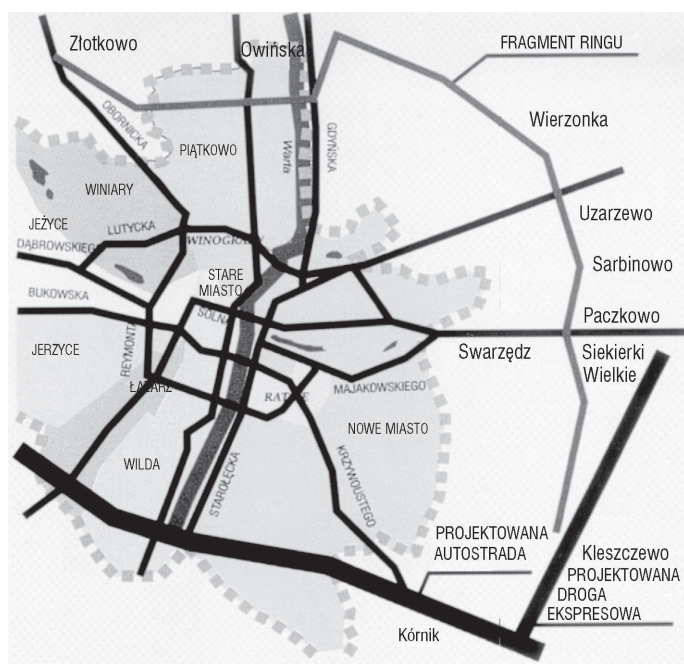 Złotkowo
Owińska
FRAGMENT RINGU
OBORNICKA
Wierzonka
GDYŃSKA
PIĄTKOWO
Warta
WINIARY
Uzarzewo
JEŻYCE
LUTYCKA
WINOGRADY
DĄBROWSKIEGO
Sarbinowo
STARE
MIASTO
BUKOWSKA
SOLNA
Paczkowo
REYMONTA
JERZYCE
Swarzędz
Siekierki
Wielkie
ŁAZARZ
MAJAKOWSKIEGO
NOWE MIASTO
WILDA
STAROŁĘCKA
KRZYWOUSTEGO
PROJEKTOWANA
AUTOSTRADA
Kleszczewo
PROJEKTOWANA
DROGA
EKSPRESOWA
Kórnik